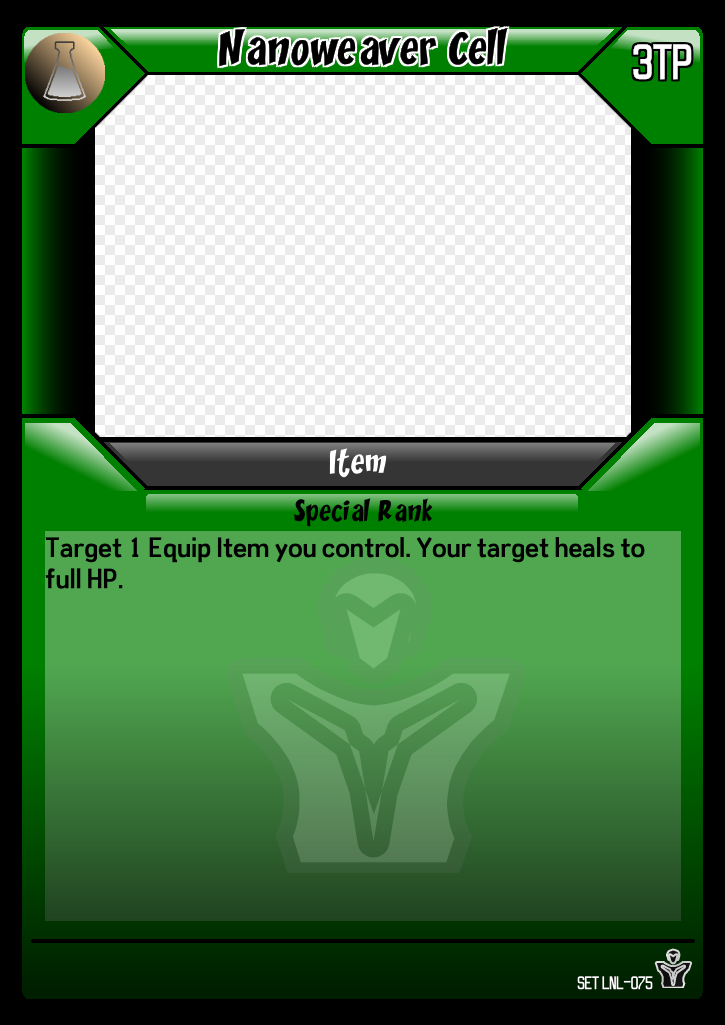 Nanoweaver Cell
3TP
Item
Special Rank
Target 1 Equip Item you control. Your target heals to
full HP.
SET LNL-075